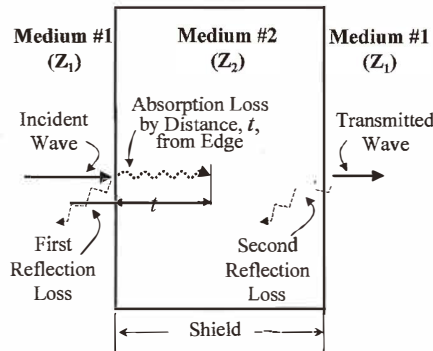 Medium #1
(Z₁)
Medium #2
(Z₂)
Medium #1
(Z₁)
Incident
Wave
Absorption Loss
by Distance, t,
from Edge
Transmitted
Wave
t
First
Reflection
Loss
Second
Reflection
Loss
Shield